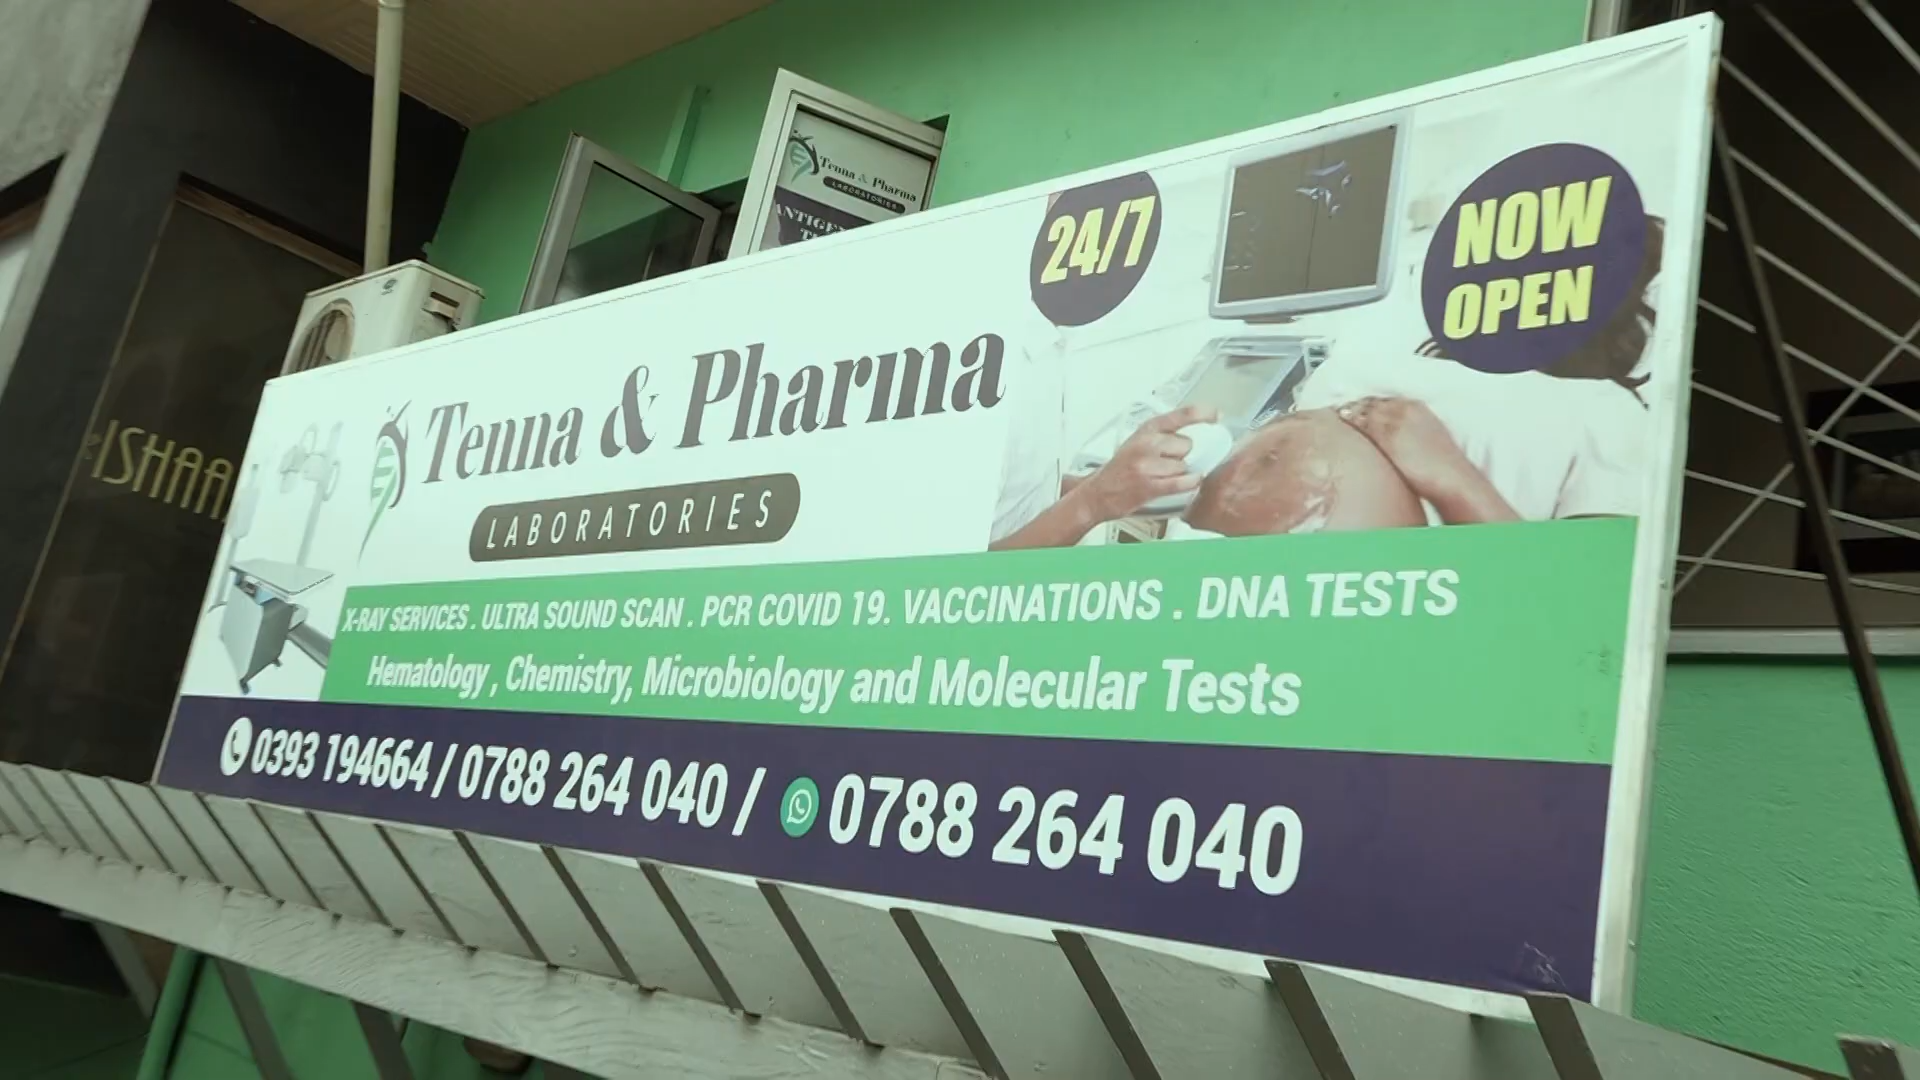 Tenna & Pharma
LABORATORIES
24/7
NOW
OPEN
Tenna & Pharma
LABORATORIES
X-RAY SERVICES . ULTRA SOUND SCAN . PCR COVID 19. VACCINATIONS . DNA TESTS
Hematology , Chemistry, Microbiology and Molecular Tests
0393 194664 / 0788 264 040 / 0788 264 040